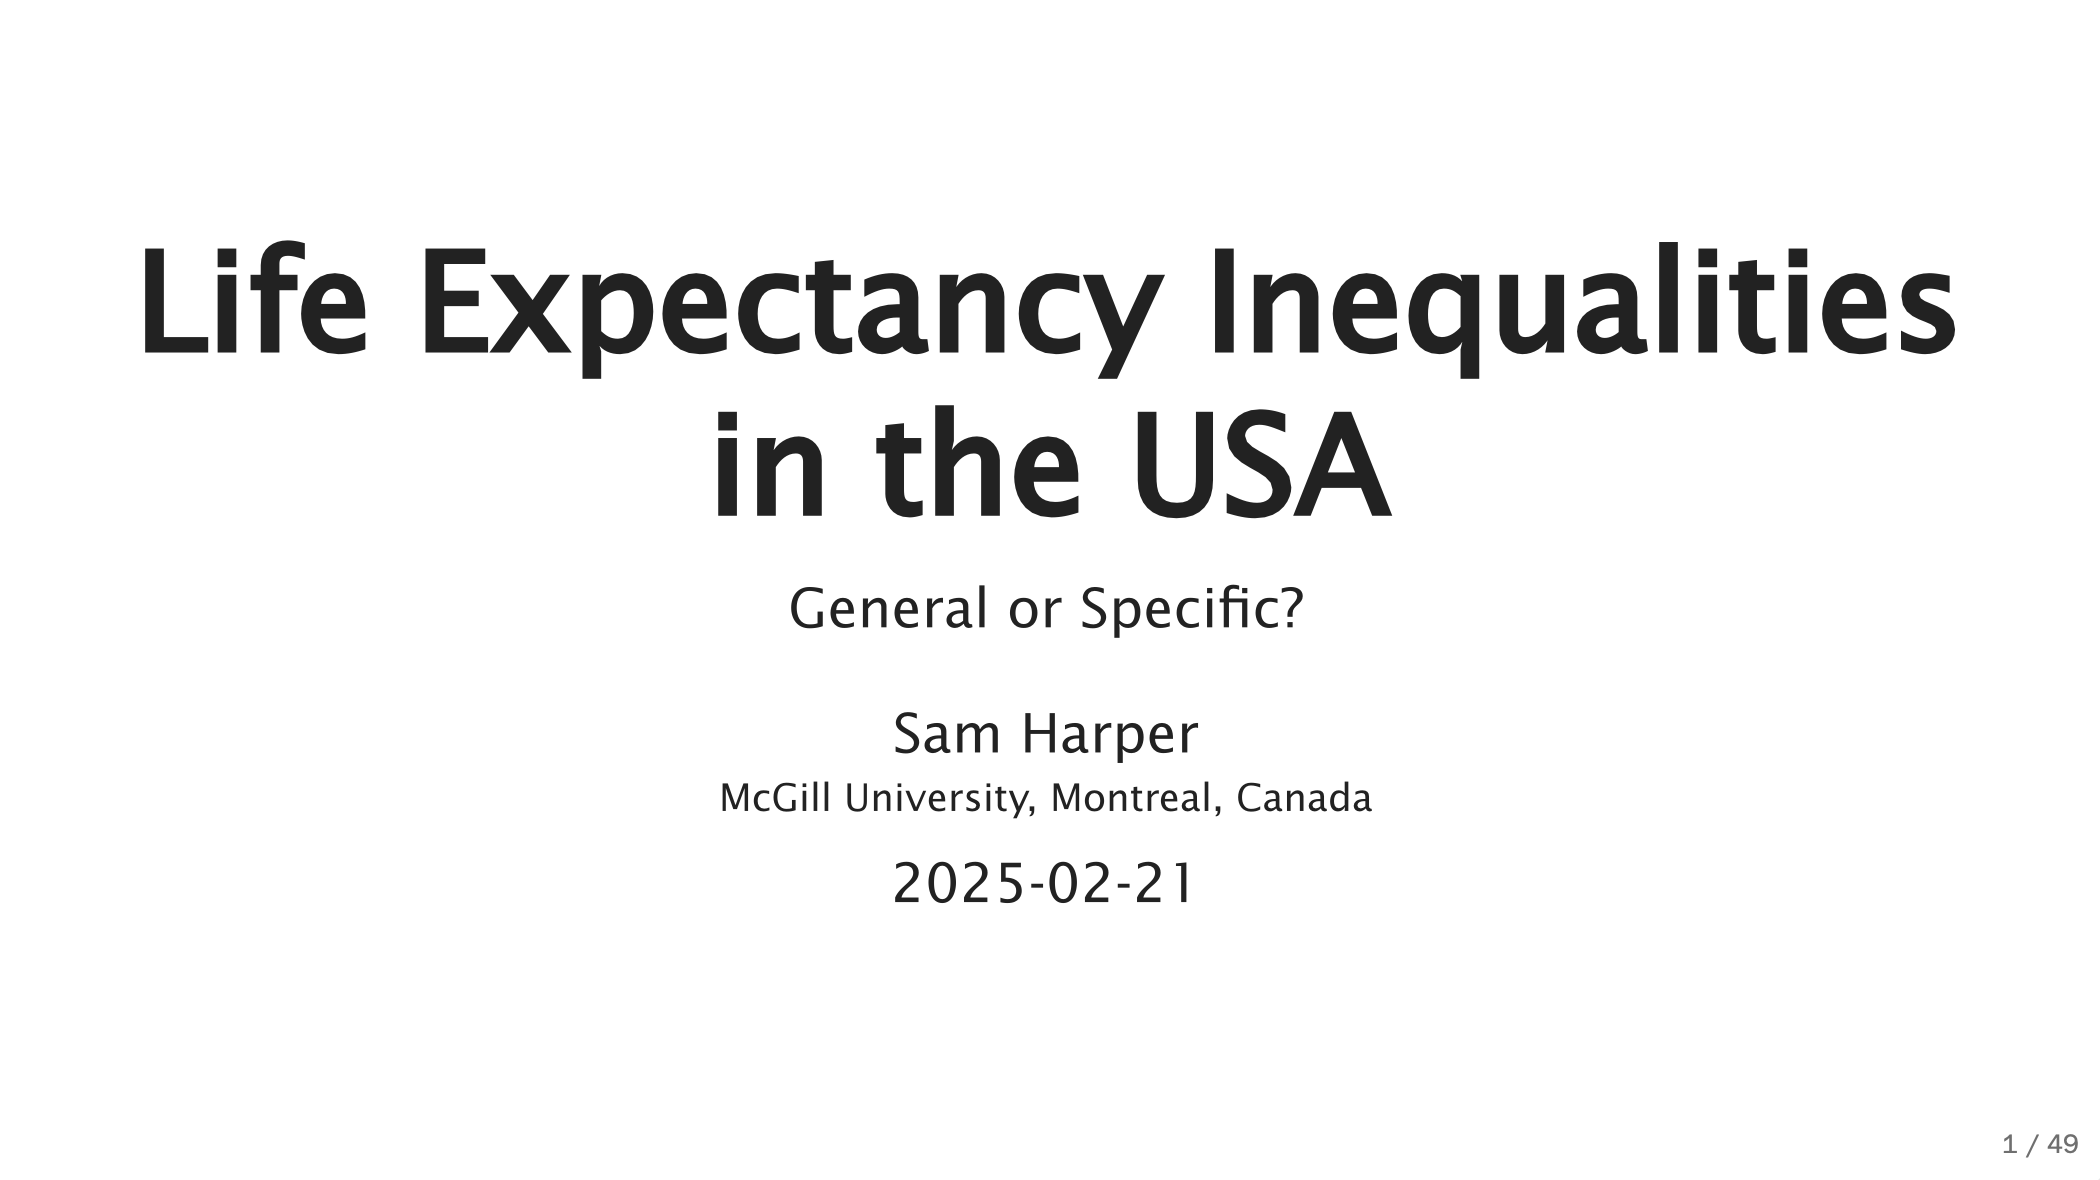 Life Expectancy Inequalities
in the USA
General or Specific?
Sam Harper
McGill University, Montreal, Canada
2025-02-21
1 / 49